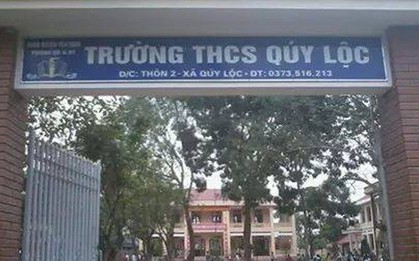 TRƯỜNG THCS QÚY LỘC
Đ/C: THÔN 2 - XÃ QÚY LỘC - ĐT: 0373.516.213